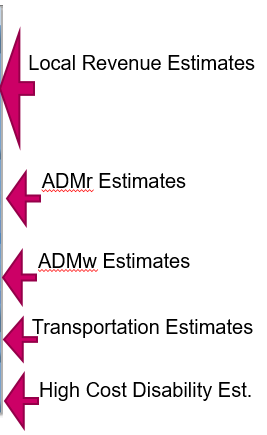 Local Revenue Estimates
ADMr Estimates
ADMw Estimates
Transportation Estimates
High Cost Disability Est.